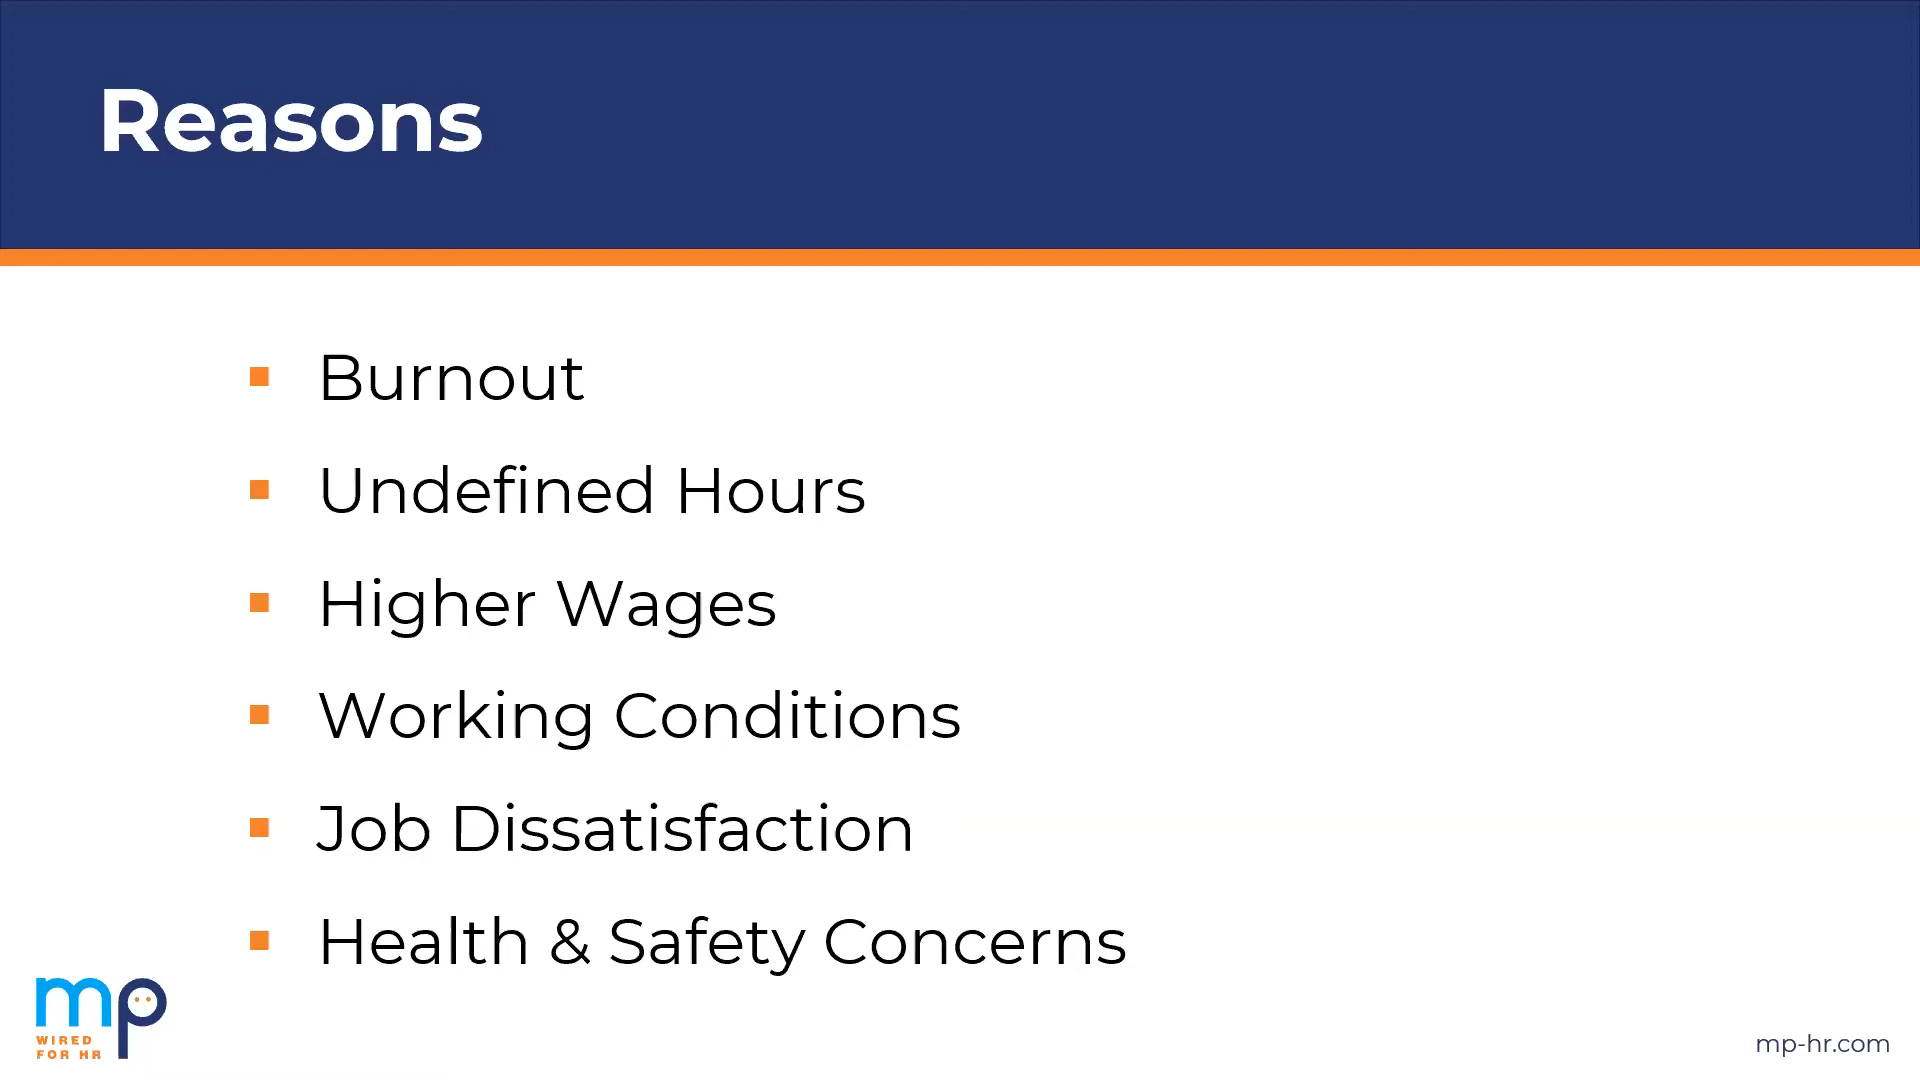 Reasons
Burnout
Undefined Hours
Higher Wages
Working Conditions
Job Dissatisfaction
Health & Safety Concerns
mp
WIRED
FOR HR
mp-hr.com